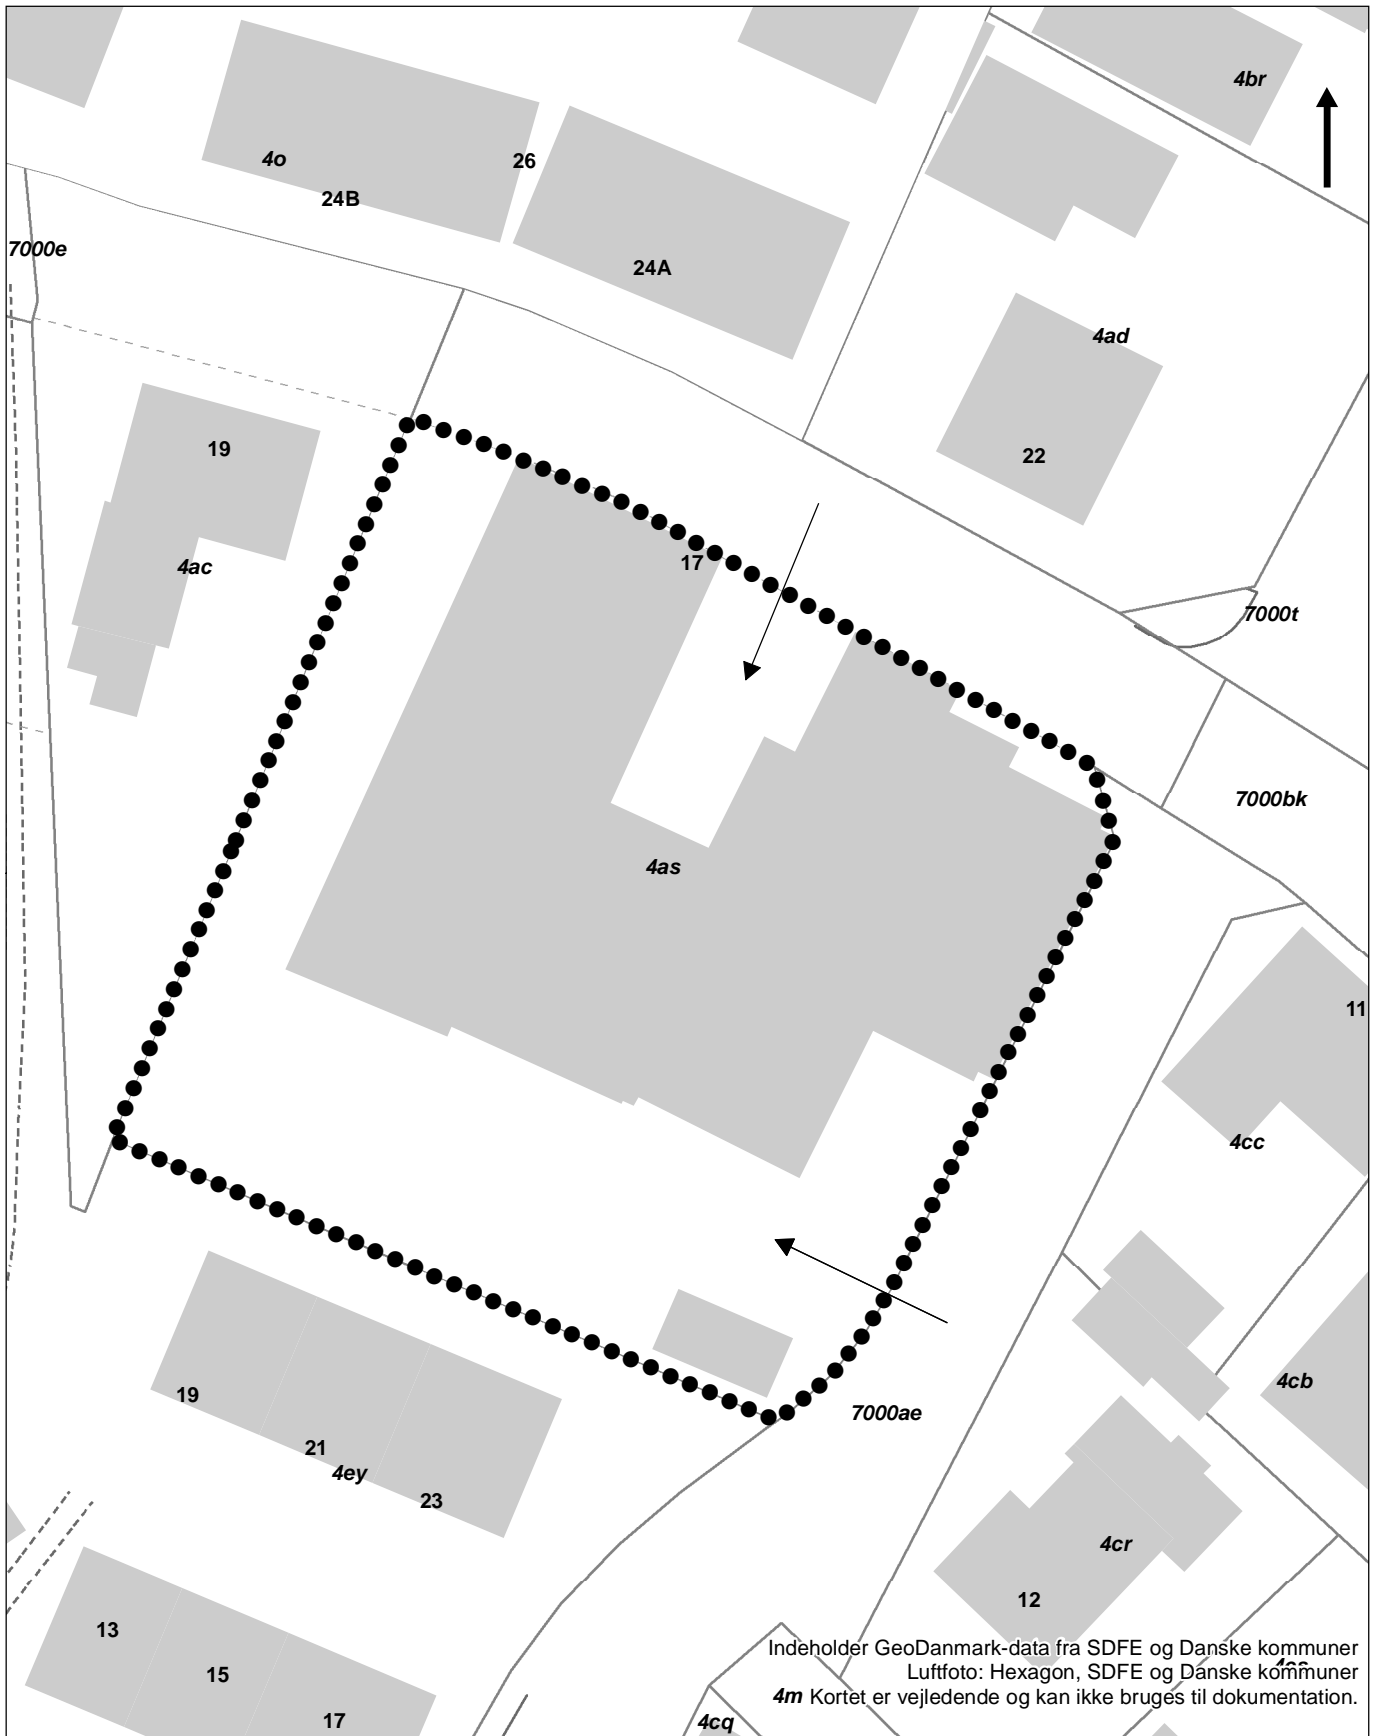 4br
4o
26
24B
7000e
24A
4ad
19
22
17
4ac
7000t
7000bk
4as
11
4cc
4cb
19
7000ae
21
4ey
23
4cr
12
13
Indeholder GeoDanmark-data fra SDFE og Danske kommuner
15
Luftfoto: Hexagon, SDFE og Danske kommuner
4m Kortet er vejledende og kan ikke bruges til dokumentation.
17
4cq